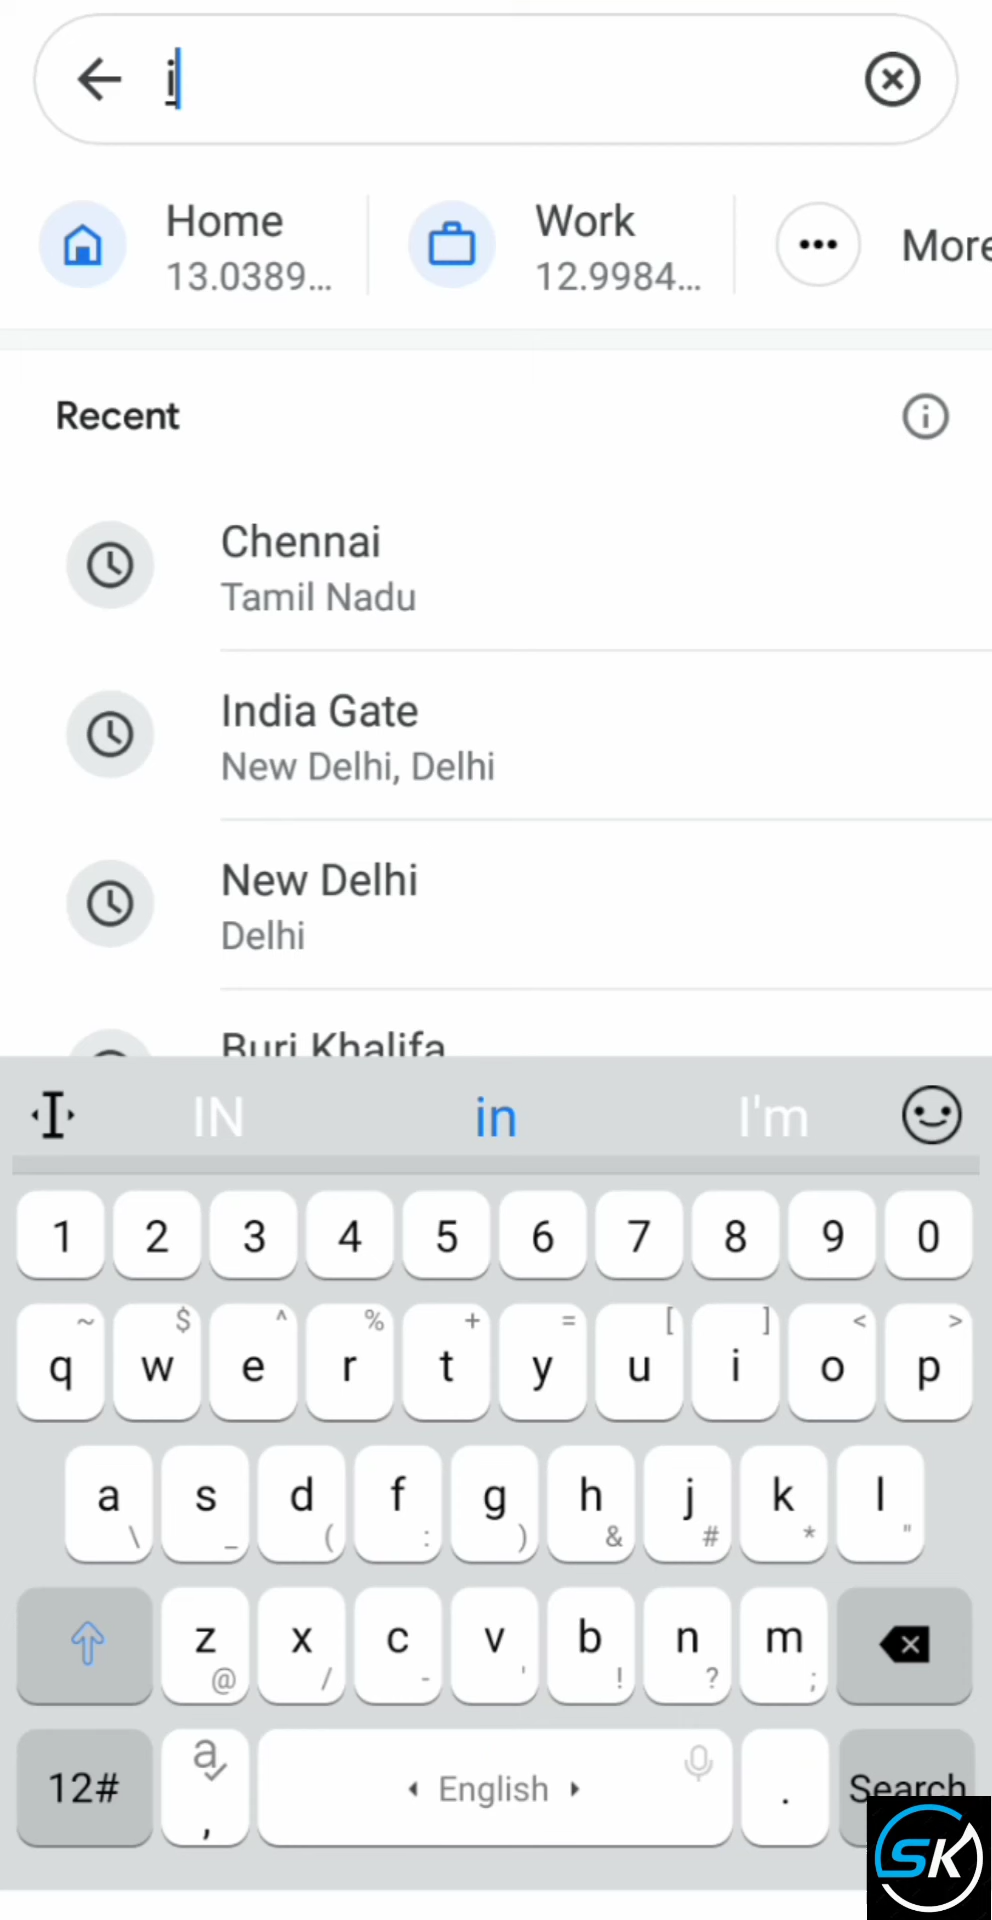 i
Home
13.0389...
Work
12.9984...
More
Recent
Chennai
Tamil Nadu
India Gate
New Delhi, Delhi
New Delhi
Delhi
Burj Khalifa
IN in I'm
1 2 3 4 5 6 7 8 9 0
~ $ ^ % + = [ ] < >
q w e r t y u i o p
a s d f g h j k l
\ _ ( : ) & # * "
z x c v b n m
@ / - ' ! ? ;
12# a , English . Search
SK